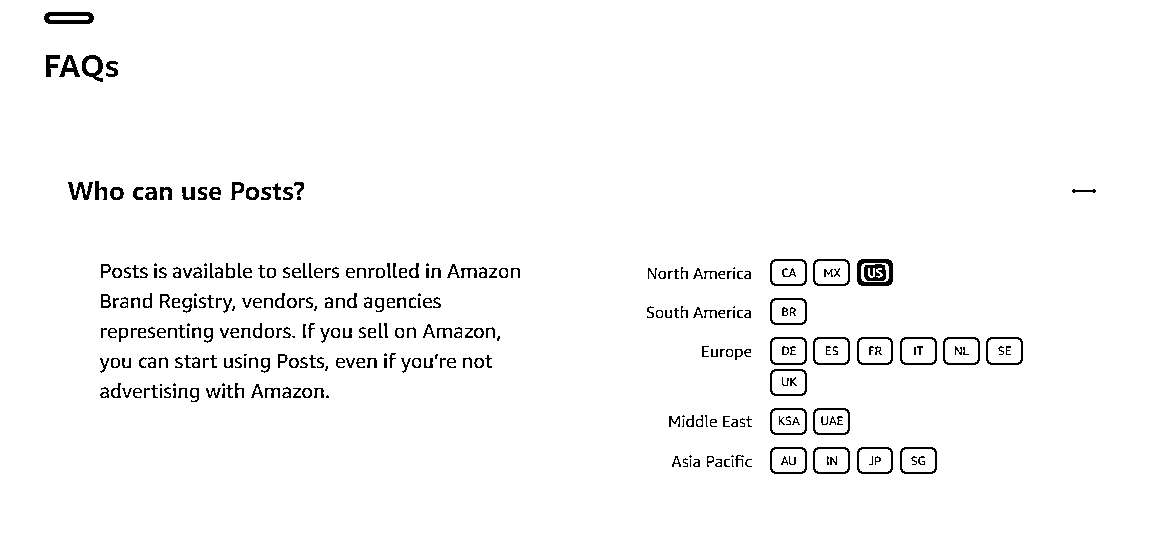 FAQs
Who can use Posts?
Posts is available to sellers enrolled in Amazon
Brand Registry, vendors, and agencies
representing vendors. If you sell on Amazon,
you can start using Posts, even if you're not
advertising with Amazon.
North America CA MX US
South America BR
Europe DE ES FR IT NL SE
UK
Middle East KSA UAE
Asia Pacific AU IN JP SG